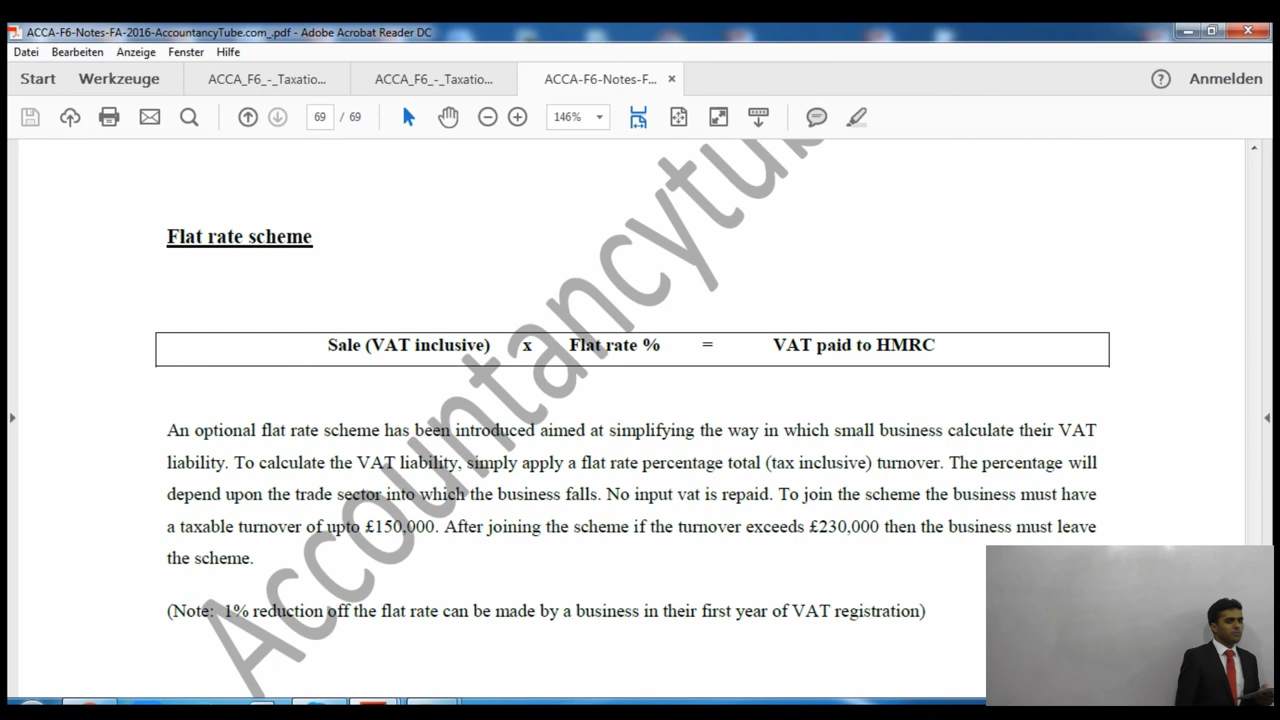 ACCA-F6-Notes-FA-2016-AccountancyTube.com_.pdf - Adobe Acrobat Reader DC
Datei Bearbeiten Anzeige Fenster Hilfe
Start Werkzeuge ACCA_F6_-_Taxatio... ACCA_F6_-_Taxatio... ACCA-F6-Notes-F... × Anmelden
69 / 69 146%
Accountancytub
Flat rate scheme
Sale (VAT inclusive) x Flat rate % = VAT paid to HMRC
An optional flat rate scheme has been introduced aimed at simplifying the way in which small business calculate their VAT
liability. To calculate the VAT liability, simply apply a flat rate percentage total (tax inclusive) turnover. The percentage will
depend upon the trade sector into which the business falls. No input vat is repaid. To join the scheme the business must have
a taxable turnover of upto £150,000. After joining the scheme if the turnover exceeds £230,000 then the business must leave
the scheme.
(Note: 1% reduction off the flat rate can be made by a business in their first year of VAT registration)